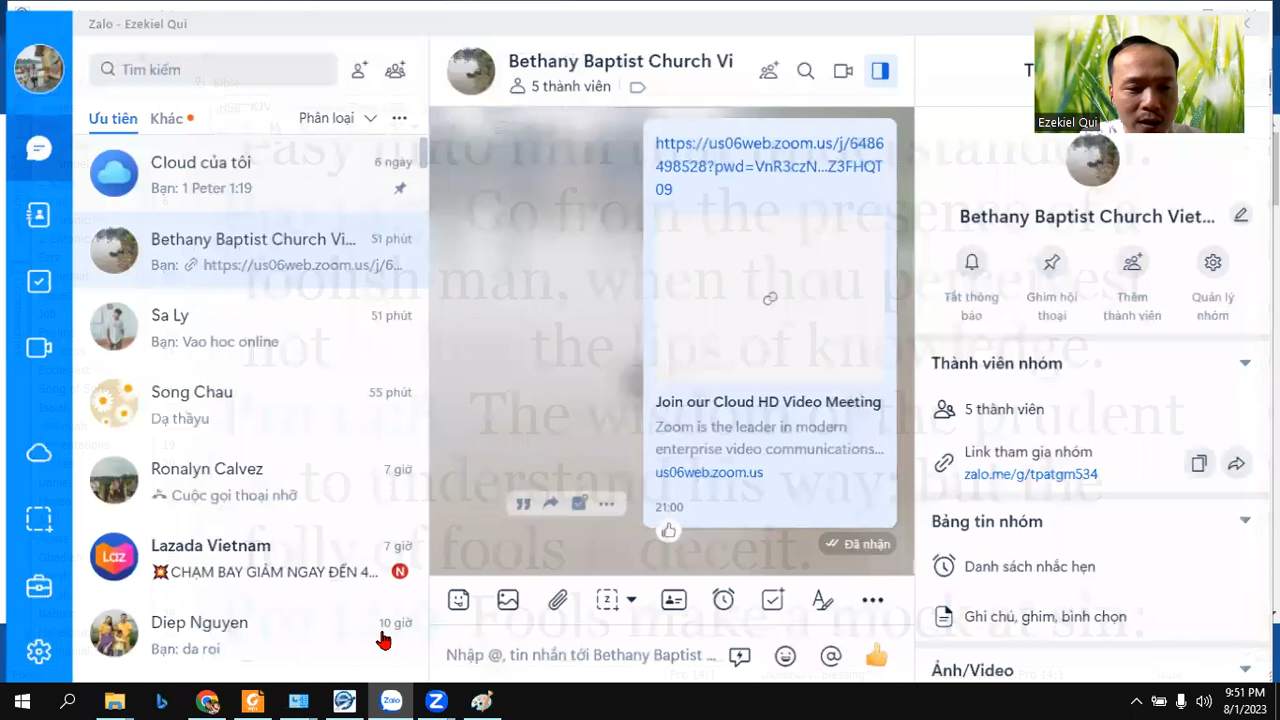 Zalo - Ezekiel Qui
Tìm kiếm
Ưu tiên
Khác
Phân loại
Cloud của tôi
6 ngày
Bạn: 1 Peter 1:19
Bethany Baptist Church Vi...
51 phút
Bạn: https://us06web.zoom.us/j/6...
Sa Ly
51 phút
Bạn: Vao hoc online
Song Chau
55 phút
Dạ thầyu
Ronalyn Calvez
7 giờ
Cuộc gọi thoại nhỡ
Laz
Lazada Vietnam
7 giờ
CHẠM BAY GIẢM NGAY ĐẾN 4...
N
Diep Nguyen
10 giờ
Bạn: da roi
Bethany Baptist Church Vi
5 thành viên
https://us06web.zoom.us/j/6486
498528?pwd=VnR3czN...Z3FHQT
09
Join our Cloud HD Video Meeting
Zoom is the leader in modern
enterprise video communications...
us06web.zoom.us
21:00
Đã nhận
Nhập @, tin nhắn tới Bethany Baptist ...
Ezekiel Qui
Bethany Baptist Church Viet...
Tắt thông
báo
Ghim hội
thoại
Thêm
thành viên
Quản lý
nhóm
Thành viên nhóm
5 thành viên
Link tham gia nhóm
zalo.me/g/tpatgm534
Bảng tin nhóm
Danh sách nhắc hẹn
Ghi chú, ghim, bình chọn
Ảnh/Video
Go from the presence of a
foolish man, when thou perceivest
not
the lips of knowledge.
The wisdom of the prudent
to understand his way: but the
folly of fools
deceit.
Fools make a mock at sin:
Zalo
9:51 PM
8/1/2023